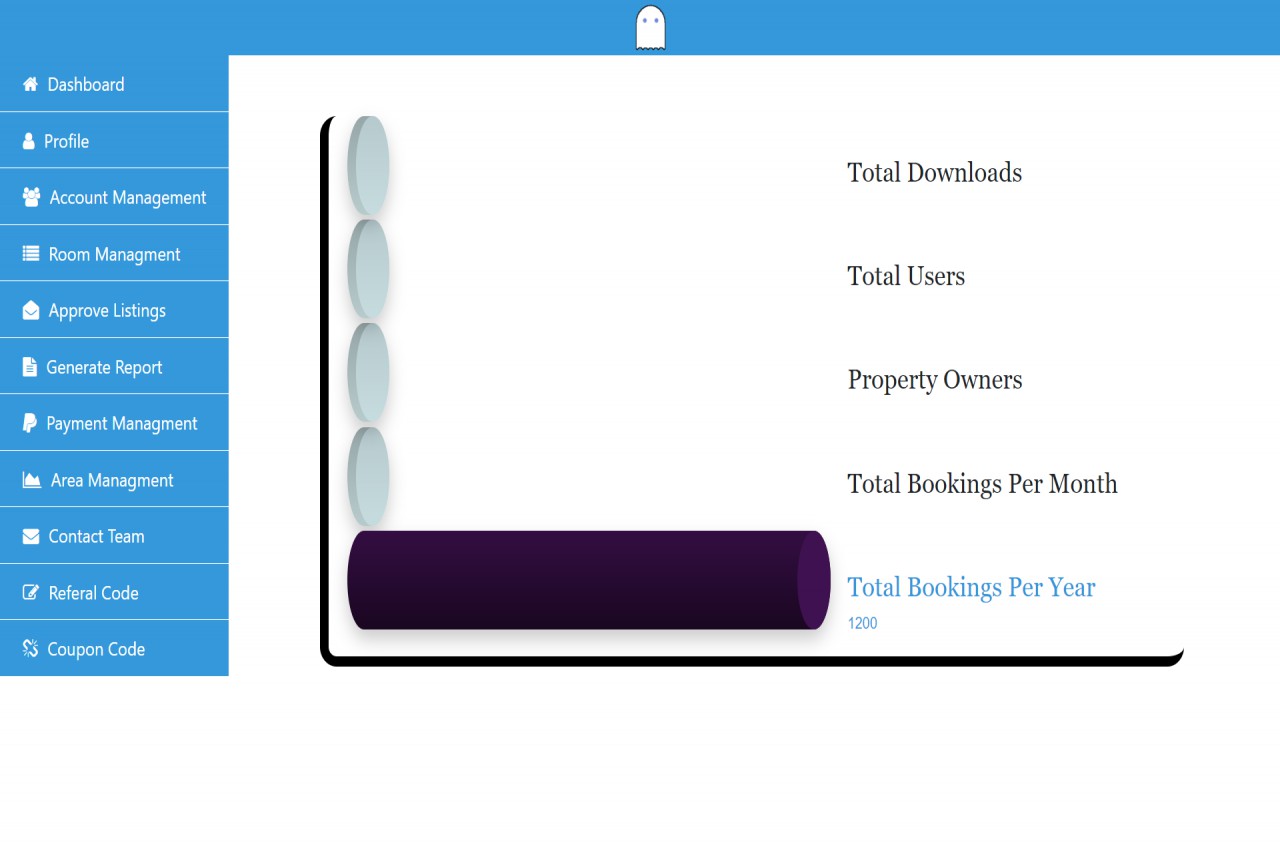 Dashboard
Profile
Account Management
Room Managment
Approve Listings
Generate Report
Payment Managment
Area Managment
Contact Team
Referal Code
Coupon Code
Total Downloads
Total Users
Property Owners
Total Bookings Per Month
Total Bookings Per Year
1200